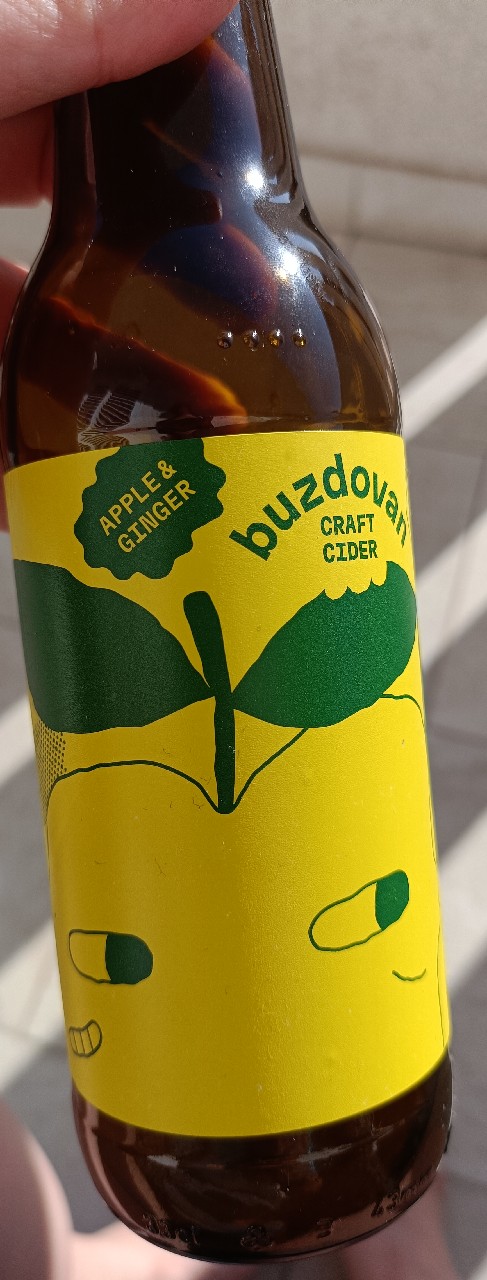 APPLE &
GINGER
buzdovan
CRAFT
CIDER